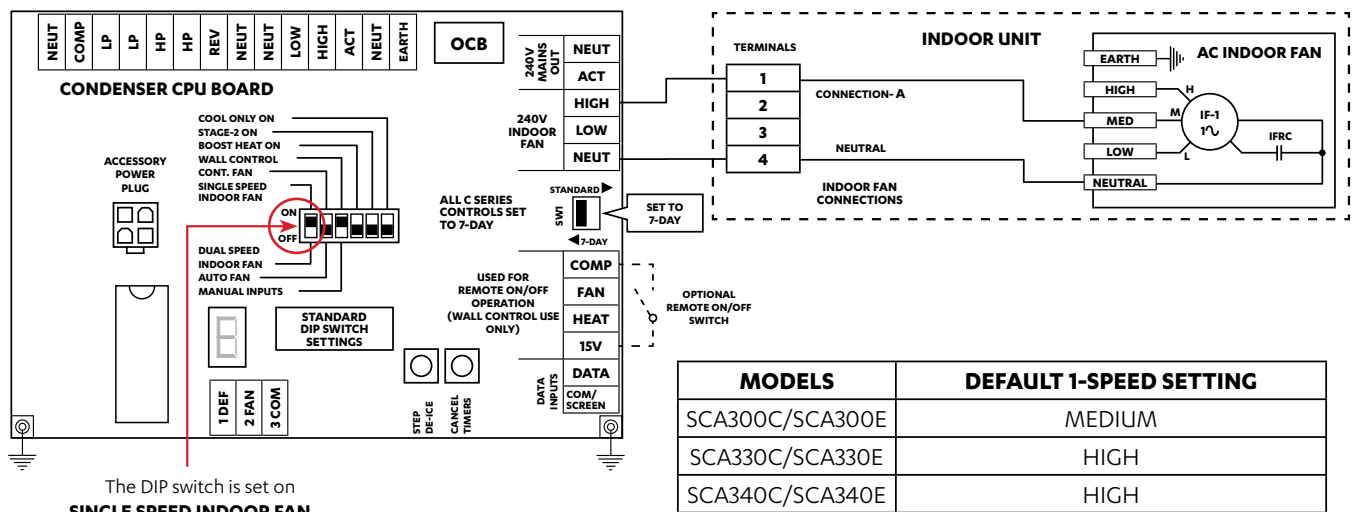 NEUT COMP LP LP HP HP REV NEUT NEUT LOW HIGH ACT NEUT EARTH
OCB
CONDENSER CPU BOARD
COOL ONLY ON
STAGE-2 ON
BOOST HEAT ON
WALL CONTROL
CONT. FAN
SINGLE SPEED
INDOOR FAN
ACCESSORY
POWER
PLUG
ON
OFF
DUAL SPEED
INDOOR FAN
AUTO FAN
MANUAL INPUTS
STANDARD
DIP SWITCH
SETTINGS
1 DEF
2 FAN
3 COM
STEP
DE-ICE
CANCEL
TIMERS
240V
MAINS
OUT
NEUT
ACT
240V
INDOOR
FAN
HIGH
LOW
NEUT
ALL C SERIES
CONTROLS SET
TO 7-DAY
STANDARD
SW1
7-DAY
SET TO
7-DAY
USED FOR
REMOTE ON/OFF
OPERATION
(WALL CONTROL USE
ONLY)
COMP
FAN
HEAT
15V
DATA
INPUTS
DATA
COM/
SCREEN
OPTIONAL
REMOTE ON/OFF
SWITCH
INDOOR UNIT
TERMINALS
1
2
3
4
CONNECTION- A
NEUTRAL
INDOOR FAN
CONNECTIONS
AC INDOOR FAN
EARTH
HIGH
MED
LOW
NEUTRAL
H
M
L
IF-1
1
IFRC
The DIP switch is set on
SINGLE SPEED INDOOR FAN
MODELS DEFAULT 1-SPEED SETTING
SCA300C/SCA300E MEDIUM
SCA330C/SCA330E HIGH
SCA340C/SCA340E HIGH